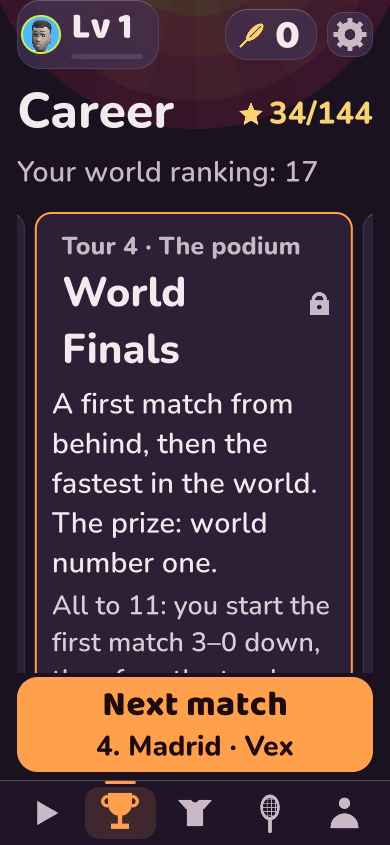 Lv 1
0
Career
34/144
Your world ranking: 17
Tour 4 · The podium
World
Finals
A first match from
behind, then the
fastest in the world.
The prize: world
number one.
All to 11: you start the
first match 3–0 down,
Next match
4. Madrid · Vex